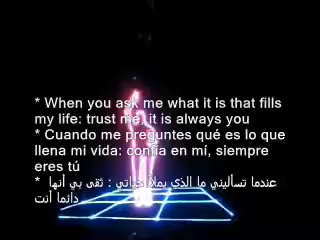 * When you ask me what it is that fills
my life: trust me, it is always you
* Cuando me preguntes qué es lo que
llena mi vida: confía en mí, siempre
eres tú
* عندما تسأليني ما الذي يملأ حياتي : ثقى بي أنها
دائما أنت